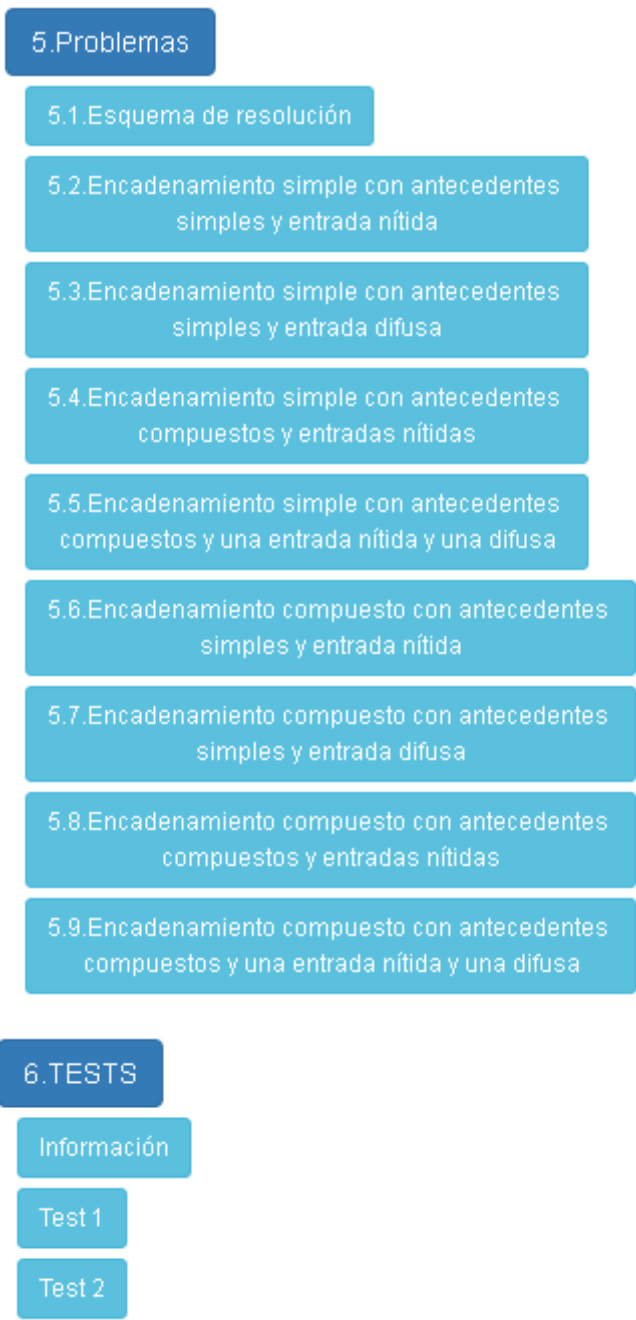 5.Problemas
5.1.Esquema de resolución
5.2.Encadenamiento simple con antecedentes
simples y entrada nítida
5.3.Encadenamiento simple con antecedentes
simples y entrada difusa
5.4.Encadenamiento simple con antecedentes
compuestos y entradas nítidas
5.5.Encadenamiento simple con antecedentes
compuestos y una entrada nítida y una difusa
5.6.Encadenamiento compuesto con antecedentes
simples y entrada nítida
5.7.Encadenamiento compuesto con antecedentes
simples y entrada difusa
5.8.Encadenamiento compuesto con antecedentes
compuestos y entradas nítidas
5.9.Encadenamiento compuesto con antecedentes
compuestos y una entrada nítida y una difusa
6.TESTS
Información
Test 1
Test 2